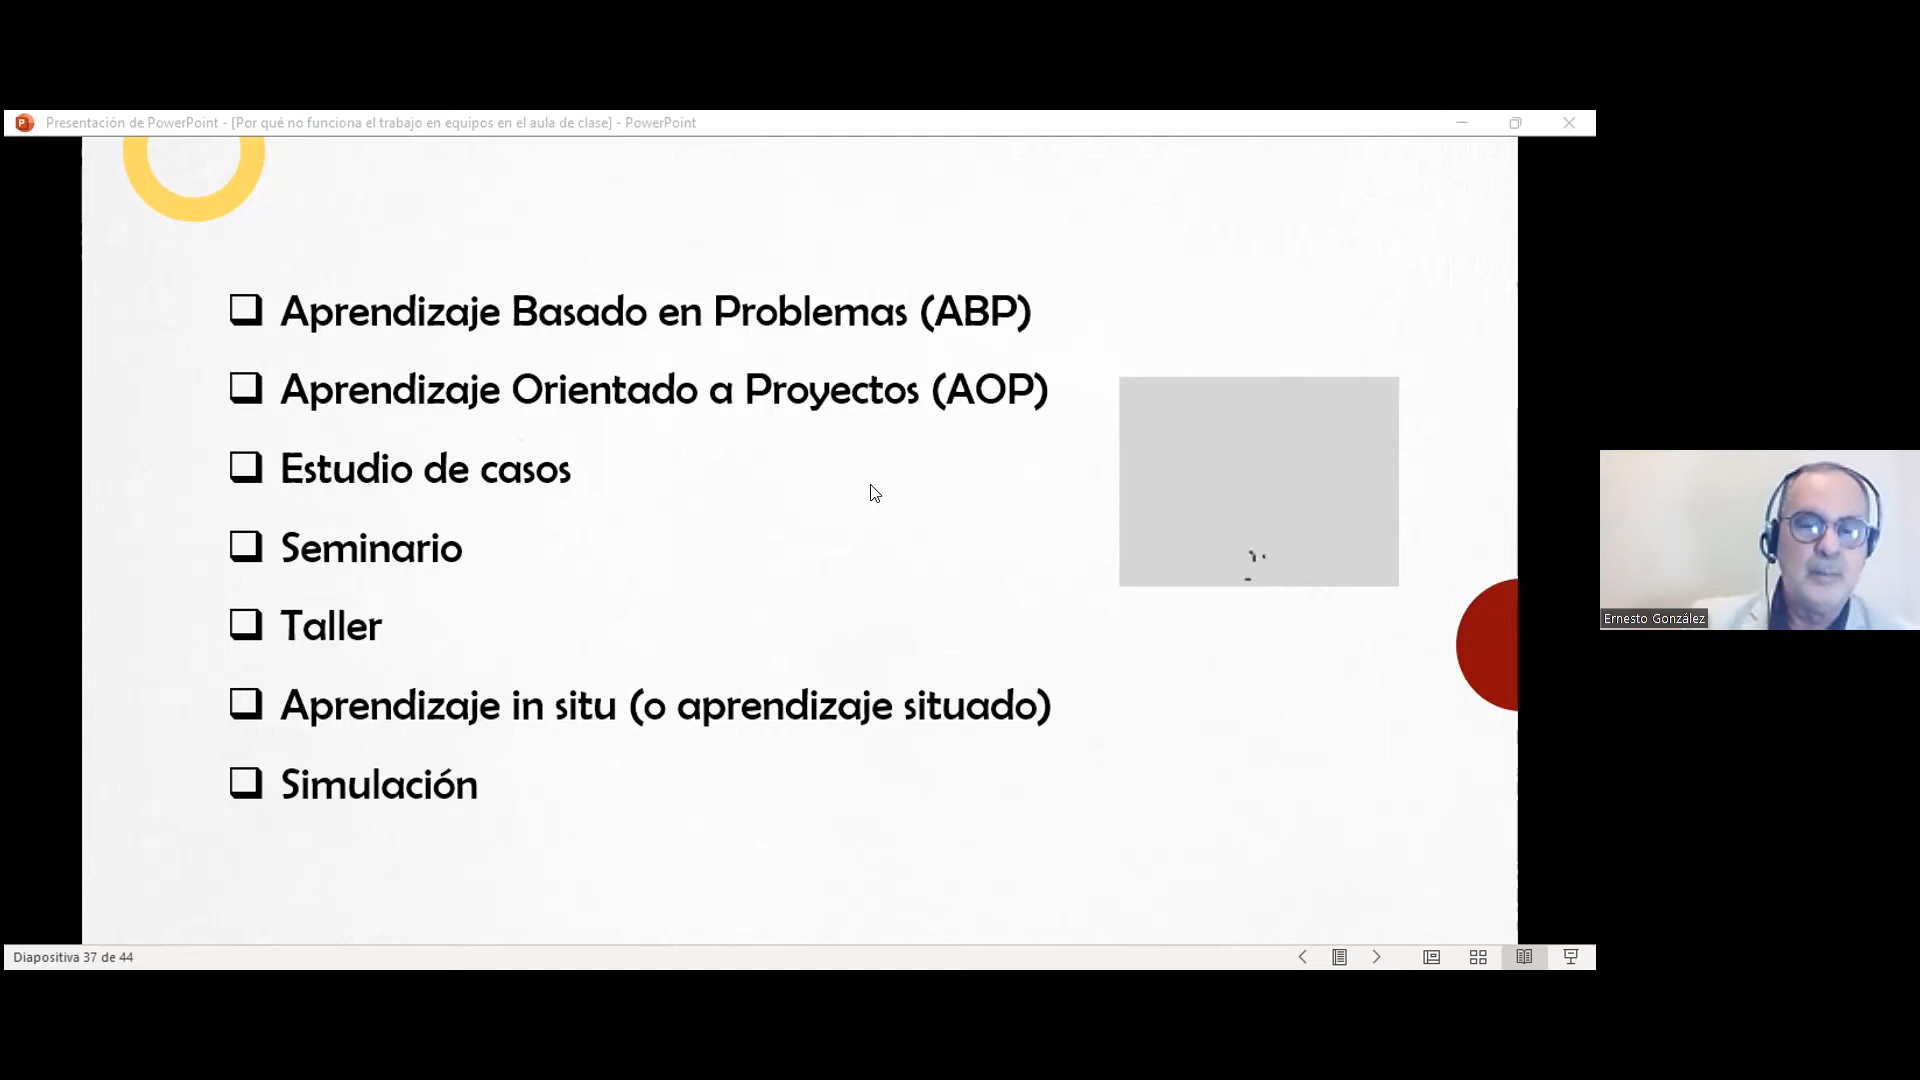 Presentación de PowerPoint - [Por qué no funciona el trabajo en equipos en el aula de clase] - PowerPoint
Aprendizaje Basado en Problemas (ABP)
Aprendizaje Orientado a Proyectos (AOP)
Estudio de casos
Seminario
Taller
Aprendizaje in situ (o aprendizaje situado)
Simulación
Ernesto González
Diapositiva 37 de 44